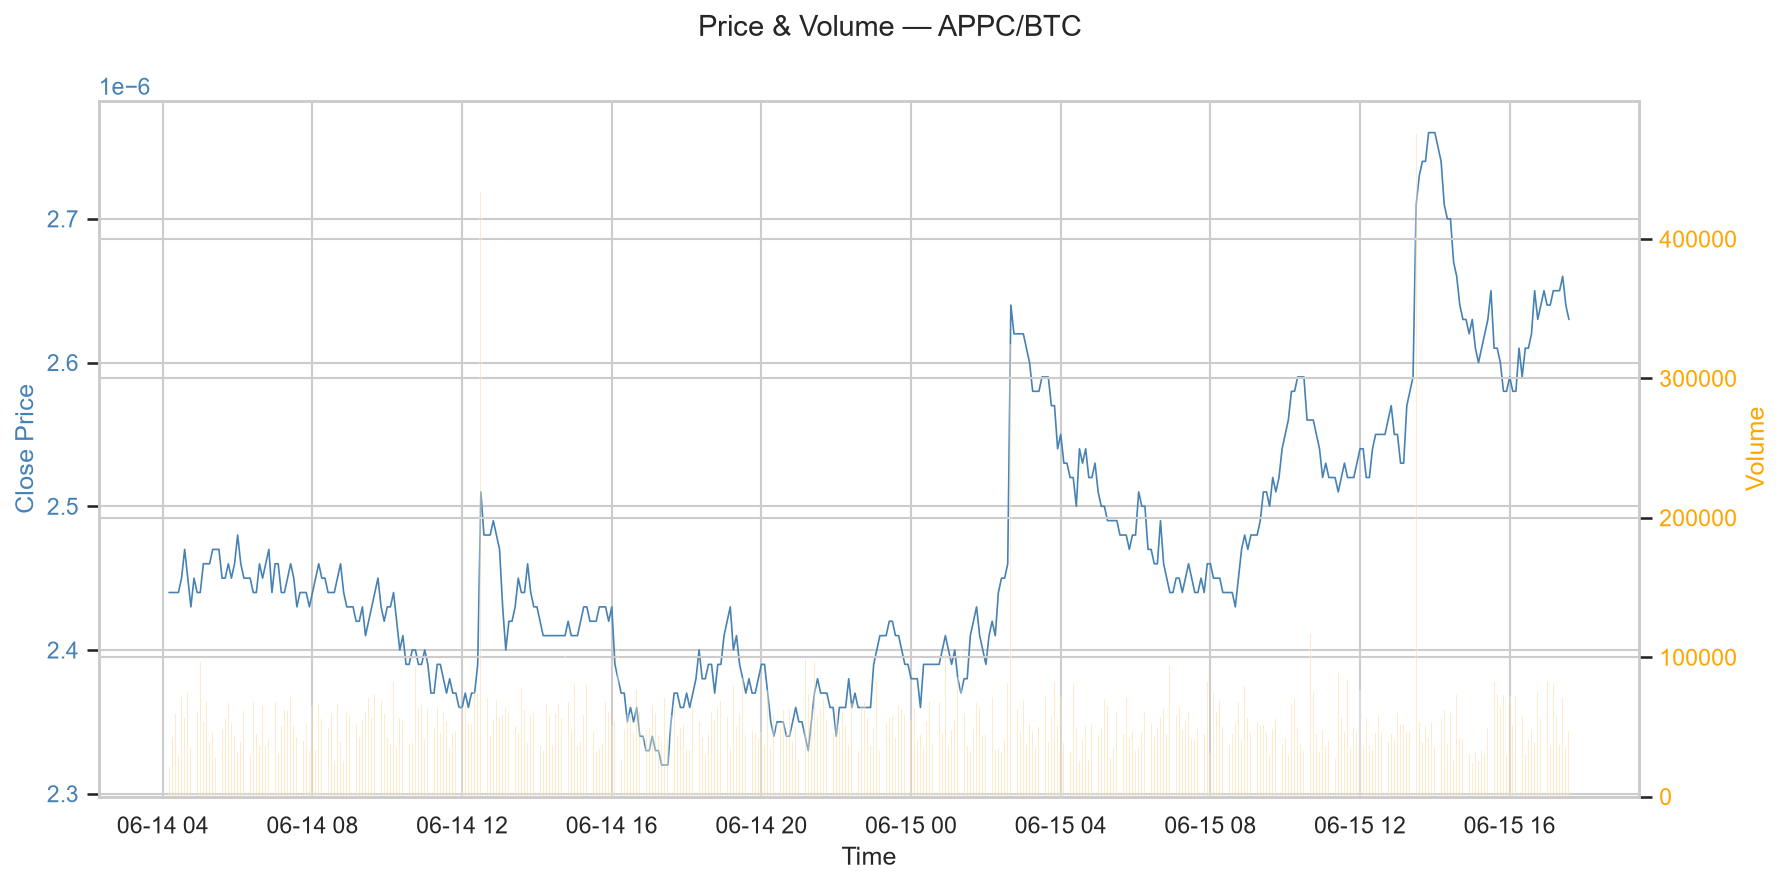 Price & Volume — APPC/BTC
1e−6
2.7
2.6
2.5
2.4
2.3
Close Price
400000
300000
200000
100000
0
Volume
06-14 04 06-14 08 06-14 12 06-14 16 06-14 20 06-15 00 06-15 04 06-15 08 06-15 12 06-15 16
Time